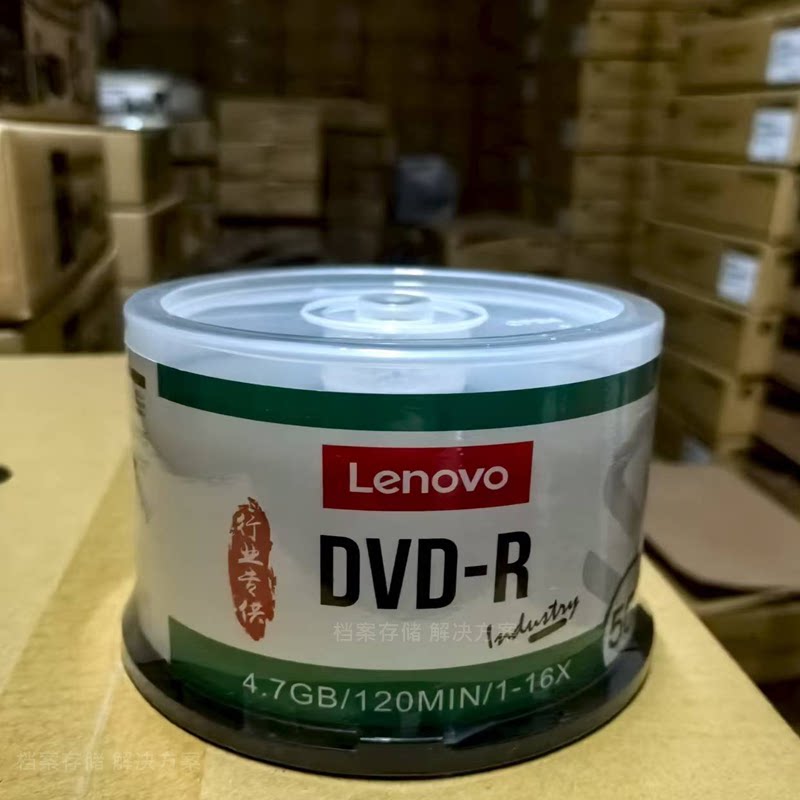 Lenovo
DVD-R
行业专供
Industry
档案存储 解决方案
4.7GB/120MIN/1-16X
档案存储 解决方案